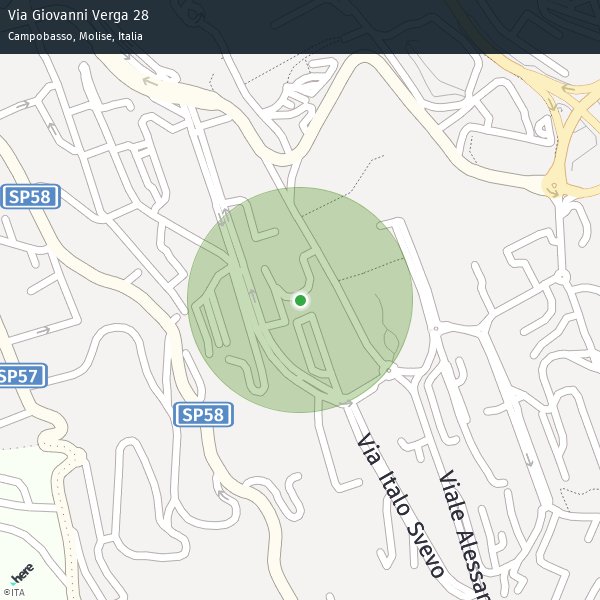 Via Giovanni Verga 28
Campobasso, Molise, Italia
SP58
SP57
SP58
Via Italo Svevo
Viale Alessan
here
©ITA